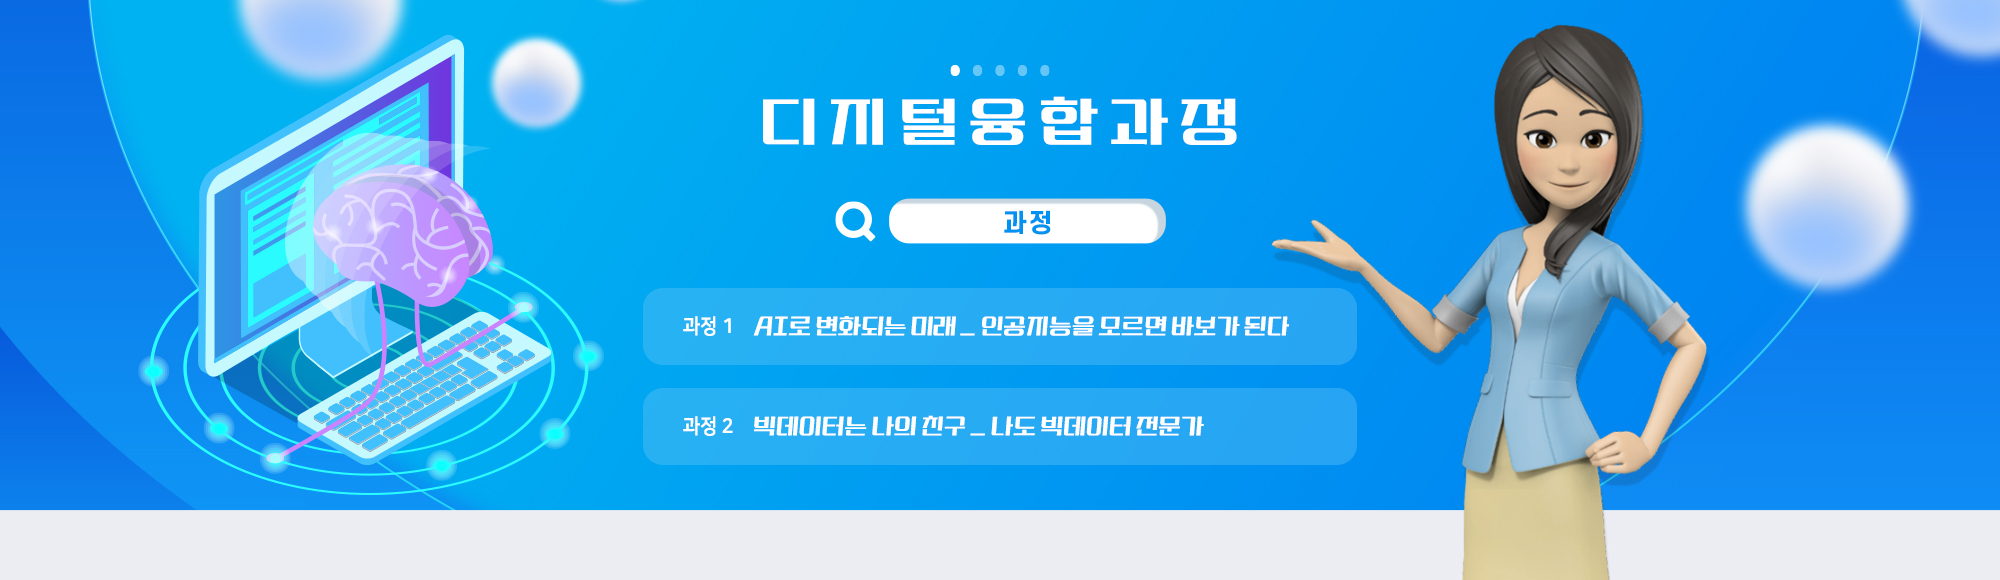 디지털융합과정
과정
과정 1 AI로 변화되는 미래 _ 인공지능을 모르면 바보가 된다
과정 2 빅데이터는 나의 친구 _ 나도 빅데이터 전문가